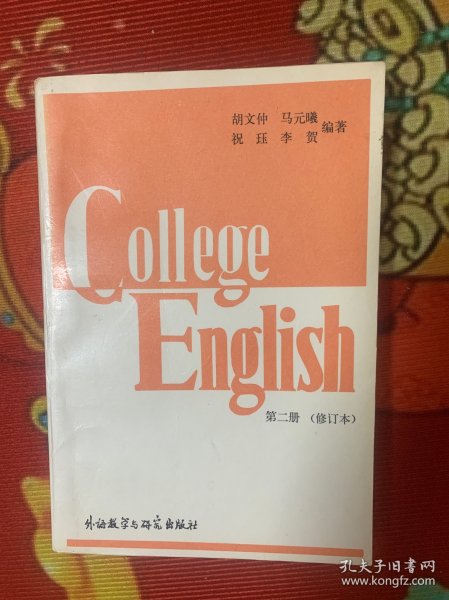 胡文仲 马元曦
祝珏 李贺 编著
College
English
第二册 (修订本)
外语教学与研究出版社
孔夫子旧书网
www.kongfz.com